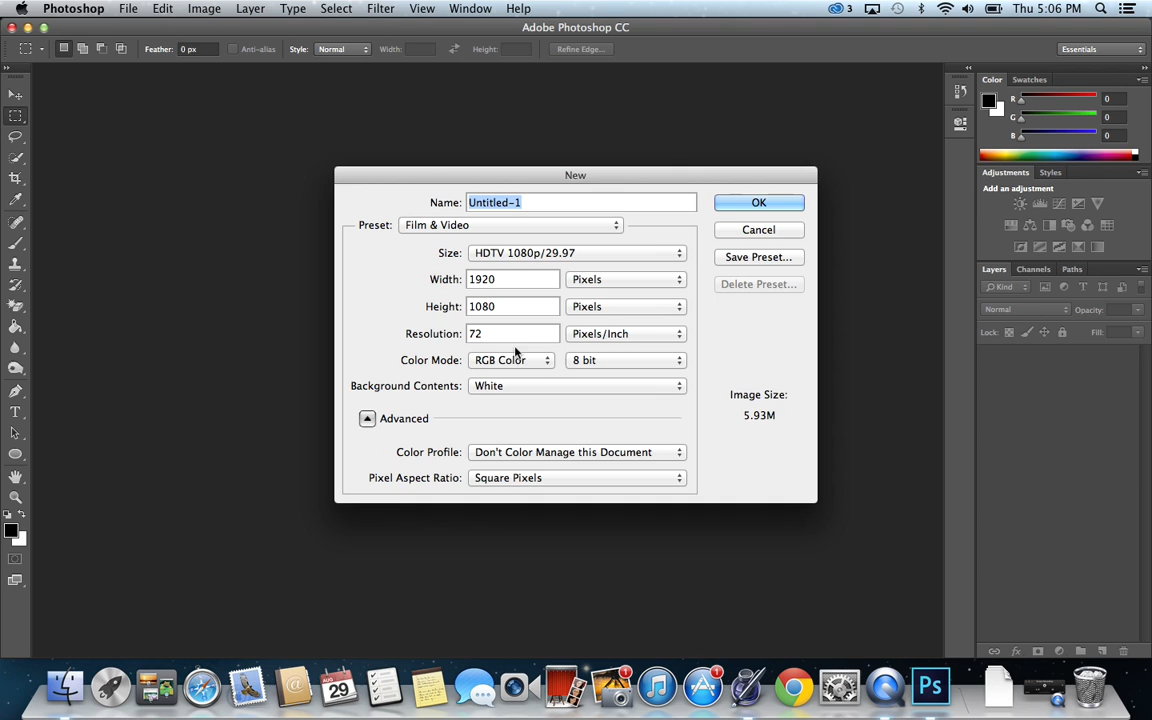 Photoshop File Edit Image Layer Type Select Filter View Window Help 3 Thu 5:06 PM
Adobe Photoshop CC
Feather: 0 px Anti-alias Style: Normal Width: Height: Refine Edge... Essentials
Color Swatches
R 0
G 0
B 0
New
Name: Untitled-1 OK
Preset: Film & Video Cancel
Size: HDTV 1080p/29.97 Save Preset...
Width: 1920 Pixels Delete Preset...
Height: 1080 Pixels
Resolution: 72 Pixels/Inch
Color Mode: RGB Color 8 bit
Background Contents: White
Image Size:
5.93M
Advanced
Color Profile: Don't Color Manage this Document
Pixel Aspect Ratio: Square Pixels
Adjustments Styles
Add an adjustment
Layers Channels Paths
Kind
Normal Opacity:
Lock: Fill:
AUG
29
1
1
Ps